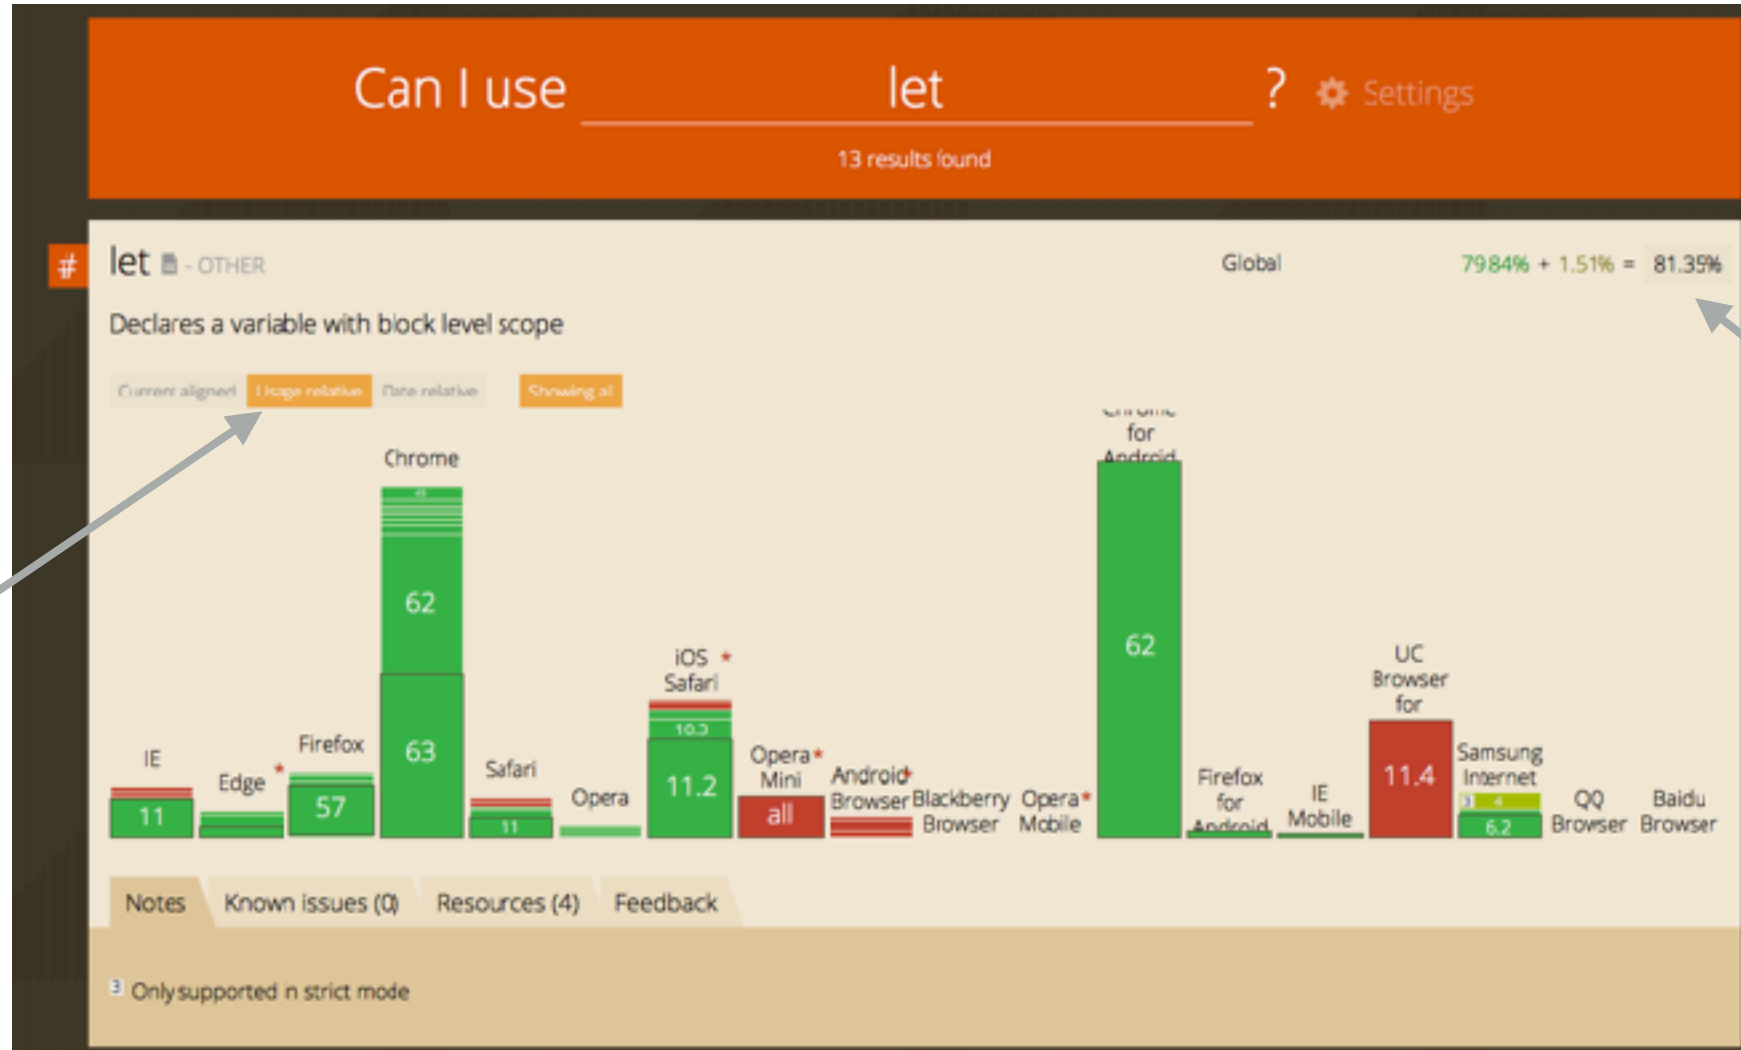 Can I use let ? Settings
13 results found
#
let - OTHER
Global 79.84% + 1.51% = 81.35%
Declares a variable with block level scope
Current aligned Usage relative Date relative Showing all
IE
11
Edge *
Firefox
57
Chrome
62
63
Safari
11
Opera
iOS *
Safari
10.3
11.2
Opera *
Mini
all
Android *
Browser
Blackberry
Browser
Opera *
Mobile
Chrome
for
Android
62
Firefox
for
Android
IE
Mobile
UC
Browser
for
11.4
Samsung
Internet
3 4
6.2
QQ
Browser
Baidu
Browser
Notes Known issues (0) Resources (4) Feedback
3 Only supported in strict mode